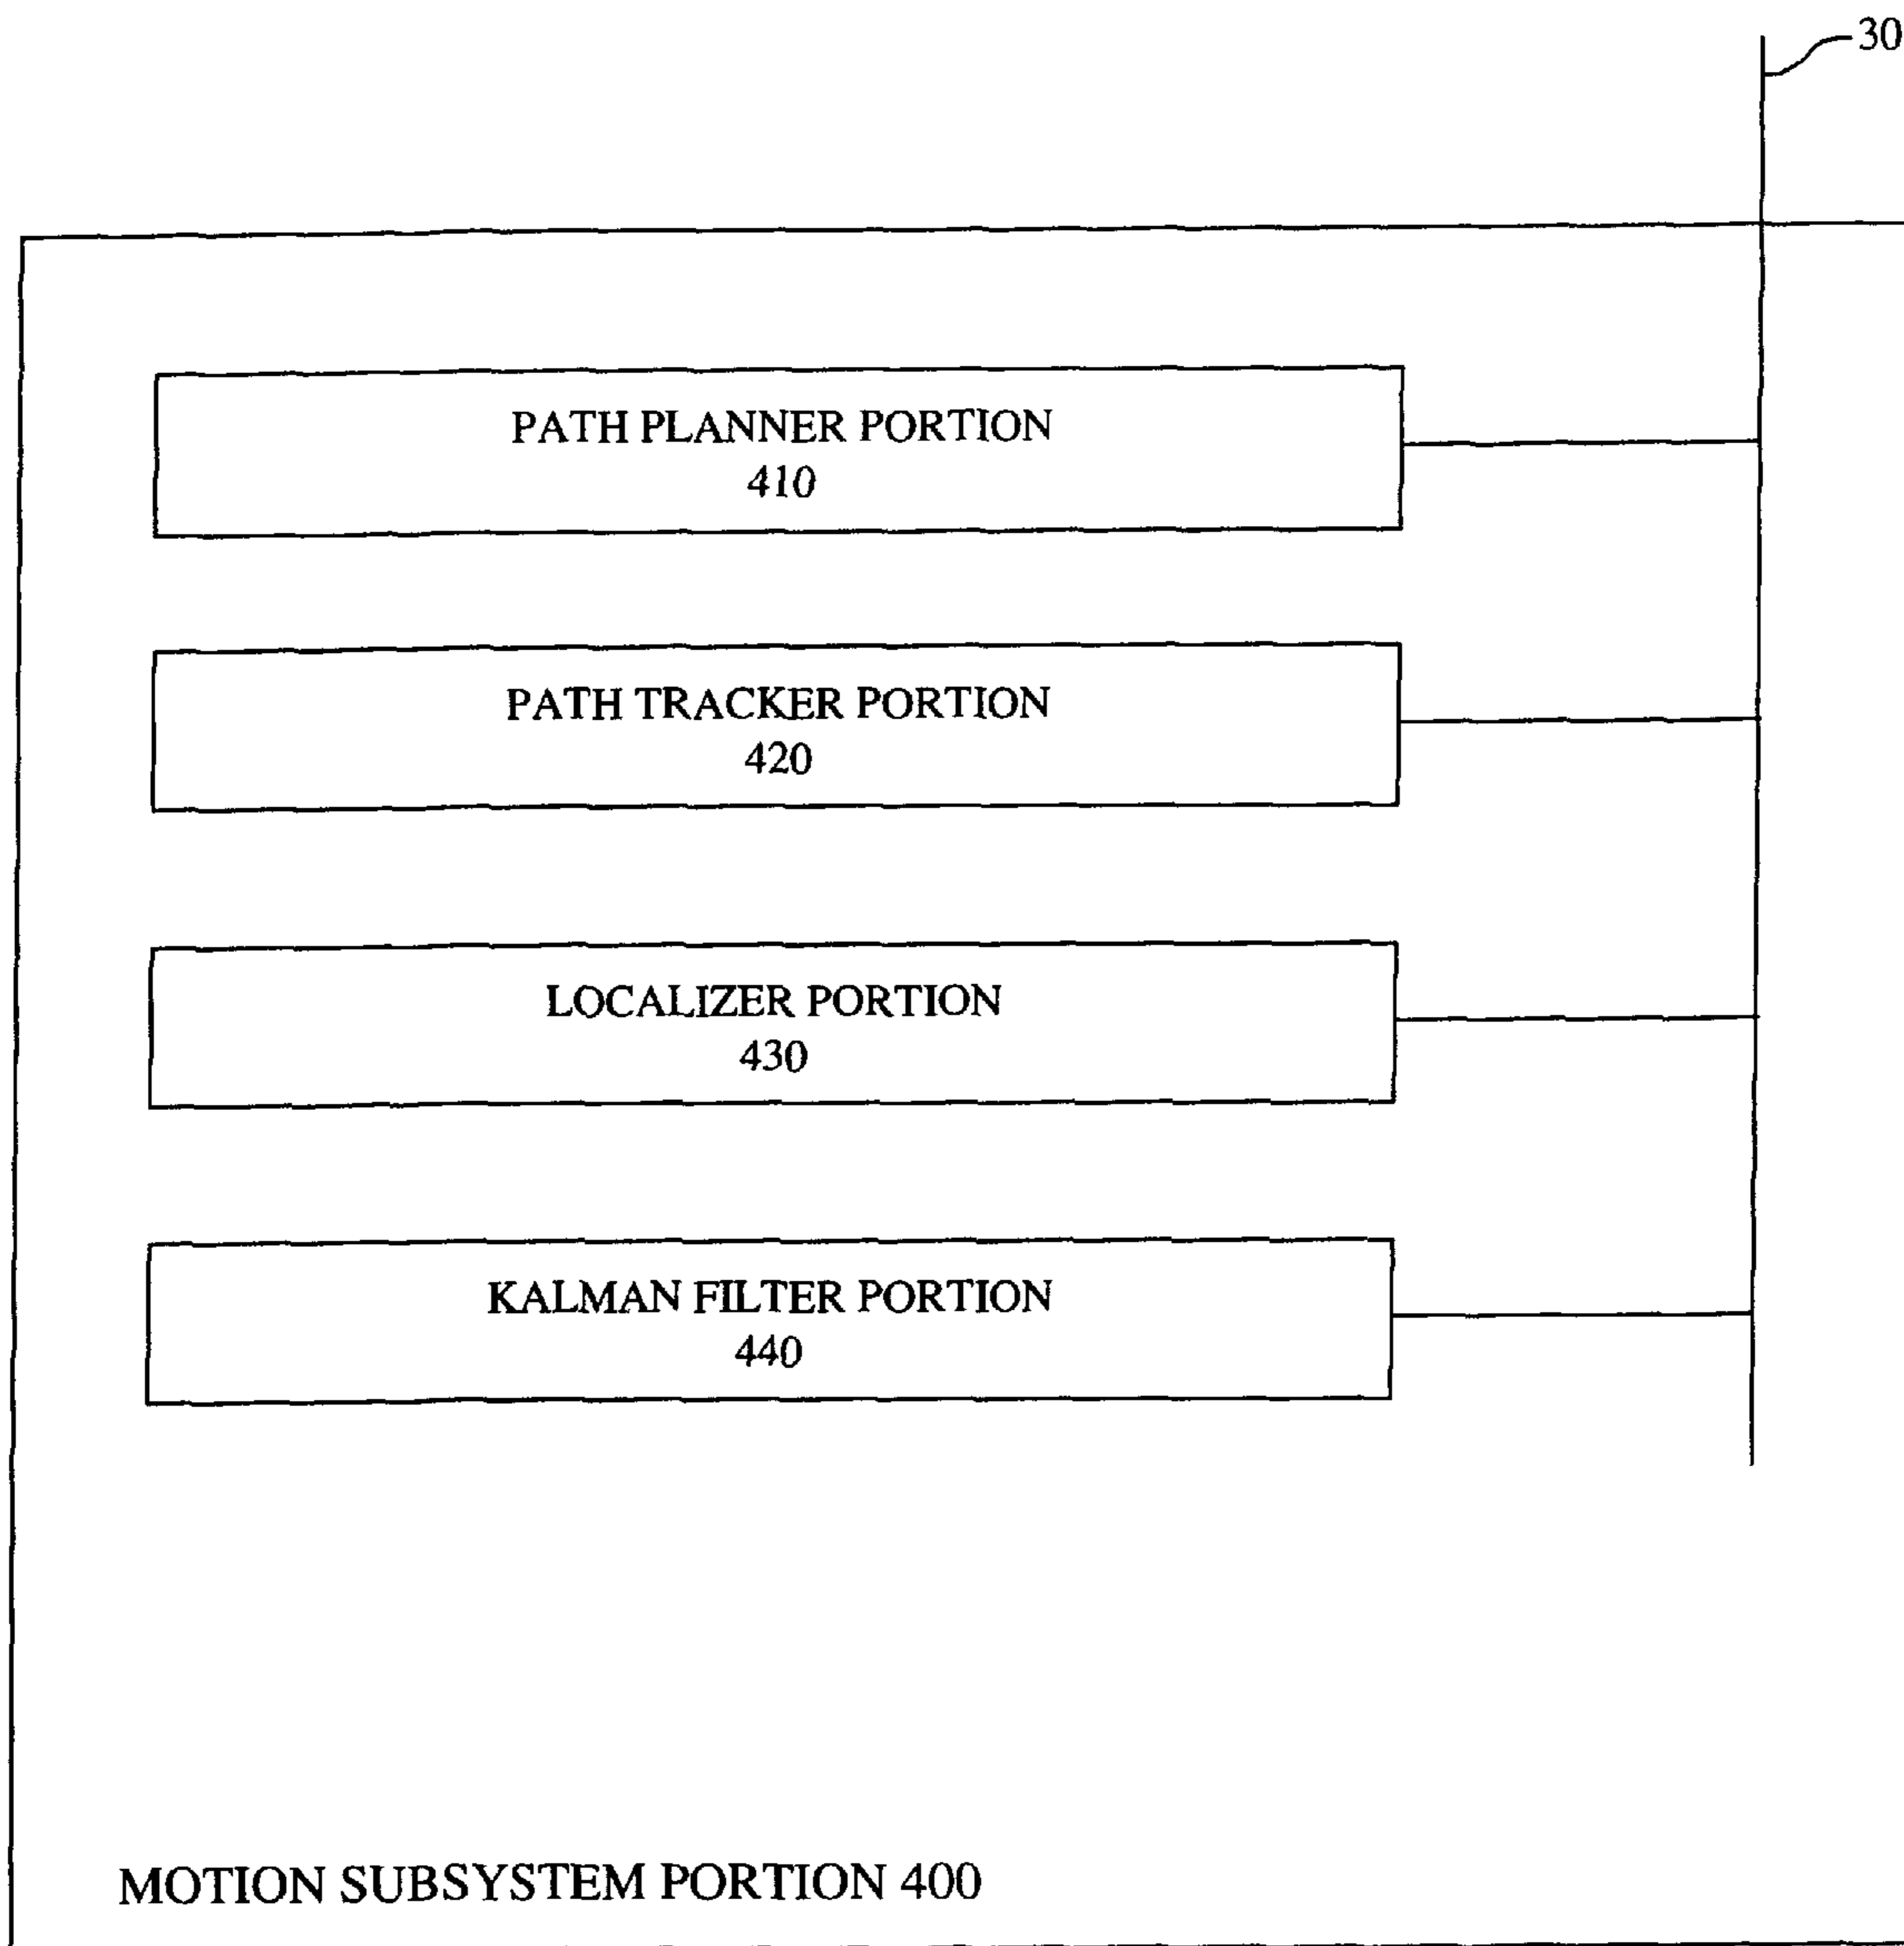 30
PATH PLANNER PORTION
410
PATH TRACKER PORTION
420
LOCALIZER PORTION
430
KALMAN FILTER PORTION
440
MOTION SUBSYSTEM PORTION 400